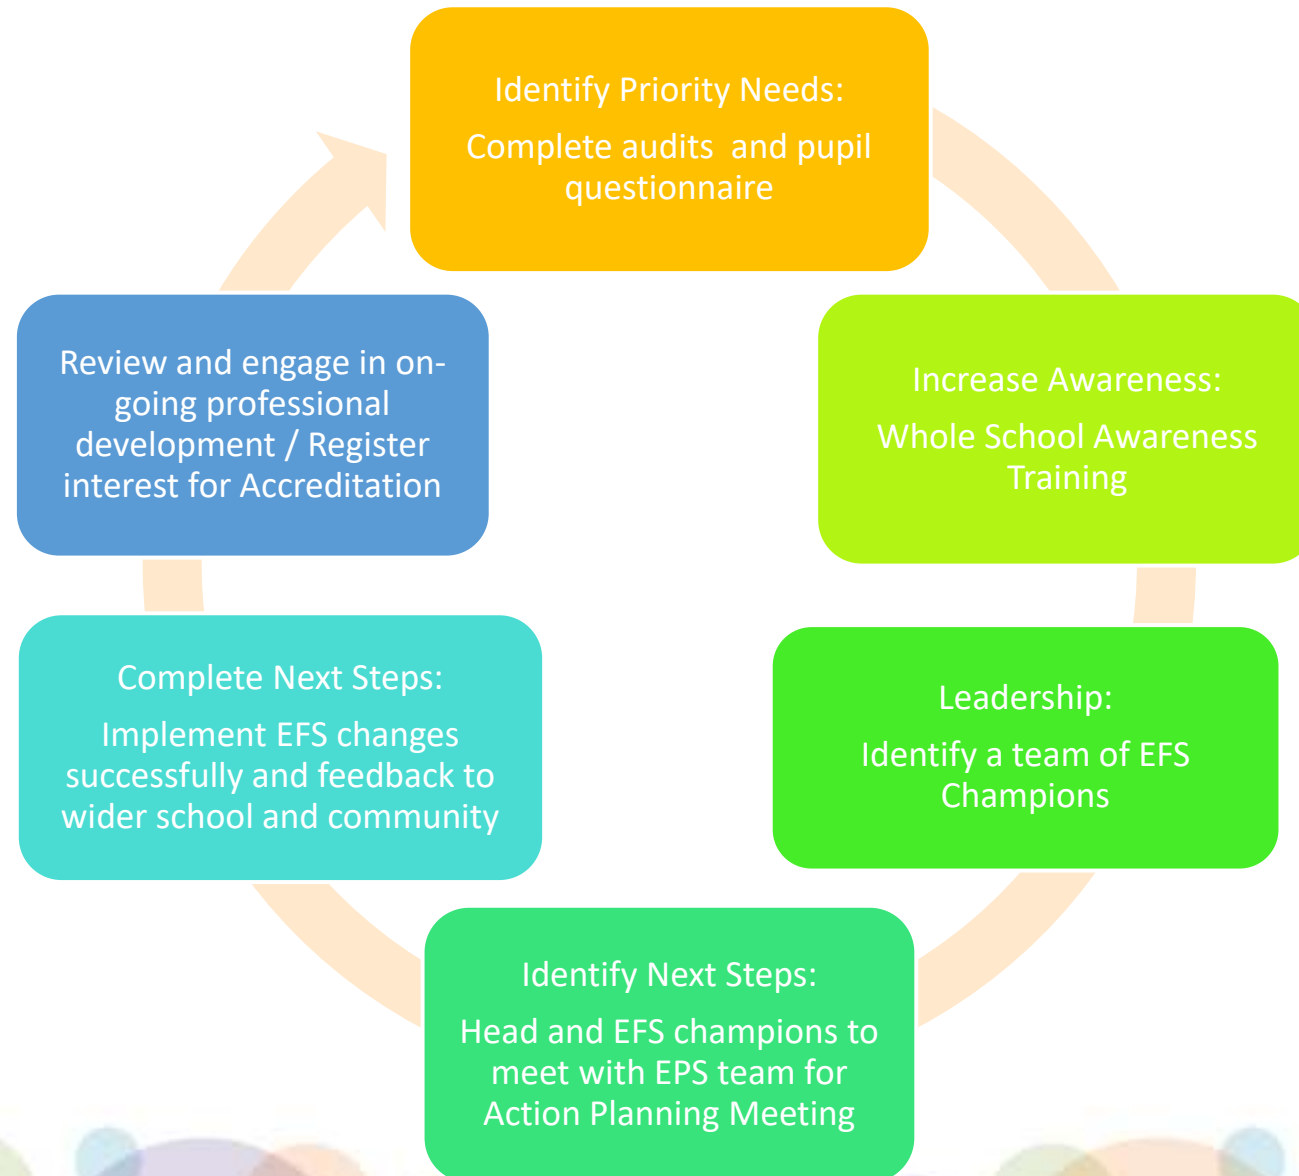 Identify Priority Needs:
Complete audits  and pupil
questionnaire
Increase Awareness:
Whole School Awareness
Training
Leadership:
Identify a team of EFS
Champions
Identify Next Steps:
Head and EFS champions to
meet with EPS team for
Action Planning Meeting
Complete Next Steps:
Implement EFS changes
successfully and feedback to
wider school and community
Review and engage in on-
going professional
development / Register
interest for Accreditation